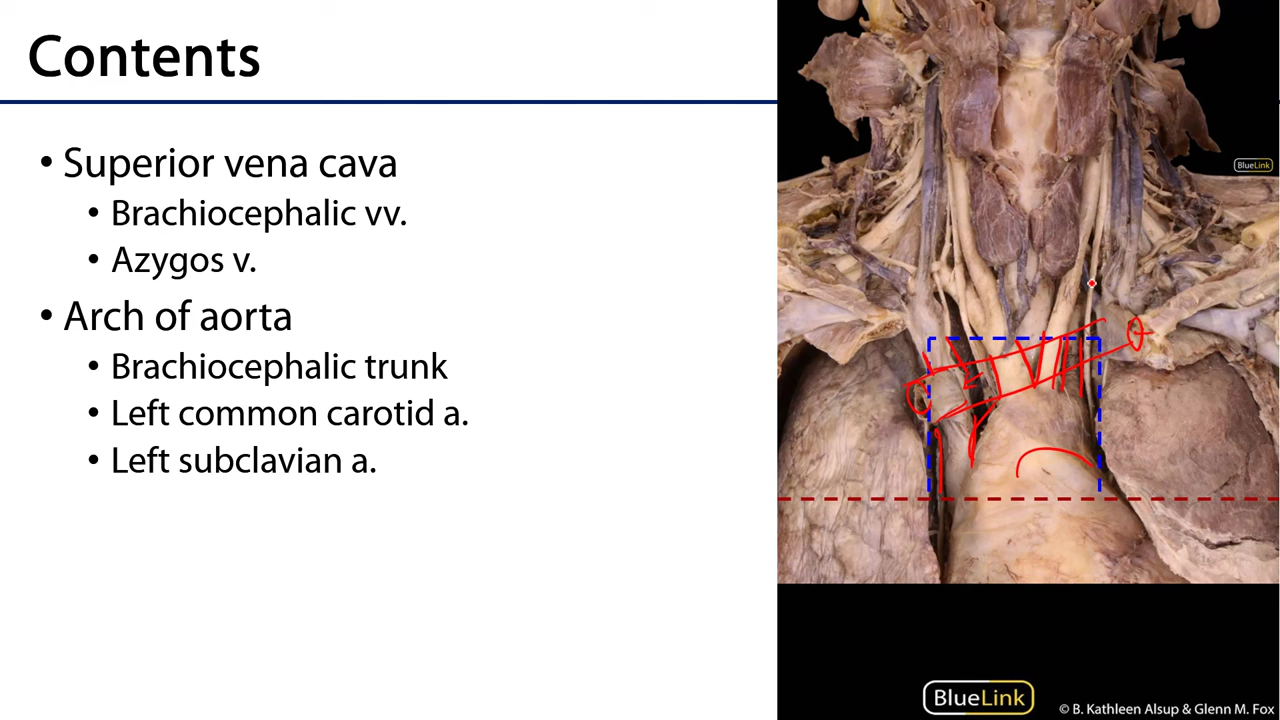 Contents
• Superior vena cava
• Brachiocephalic vv.
• Azygos v.
• Arch of aorta
• Brachiocephalic trunk
• Left common carotid a.
• Left subclavian a.
BlueLink
BlueLink
© B. Kathleen Alsup & Glenn M. Fox